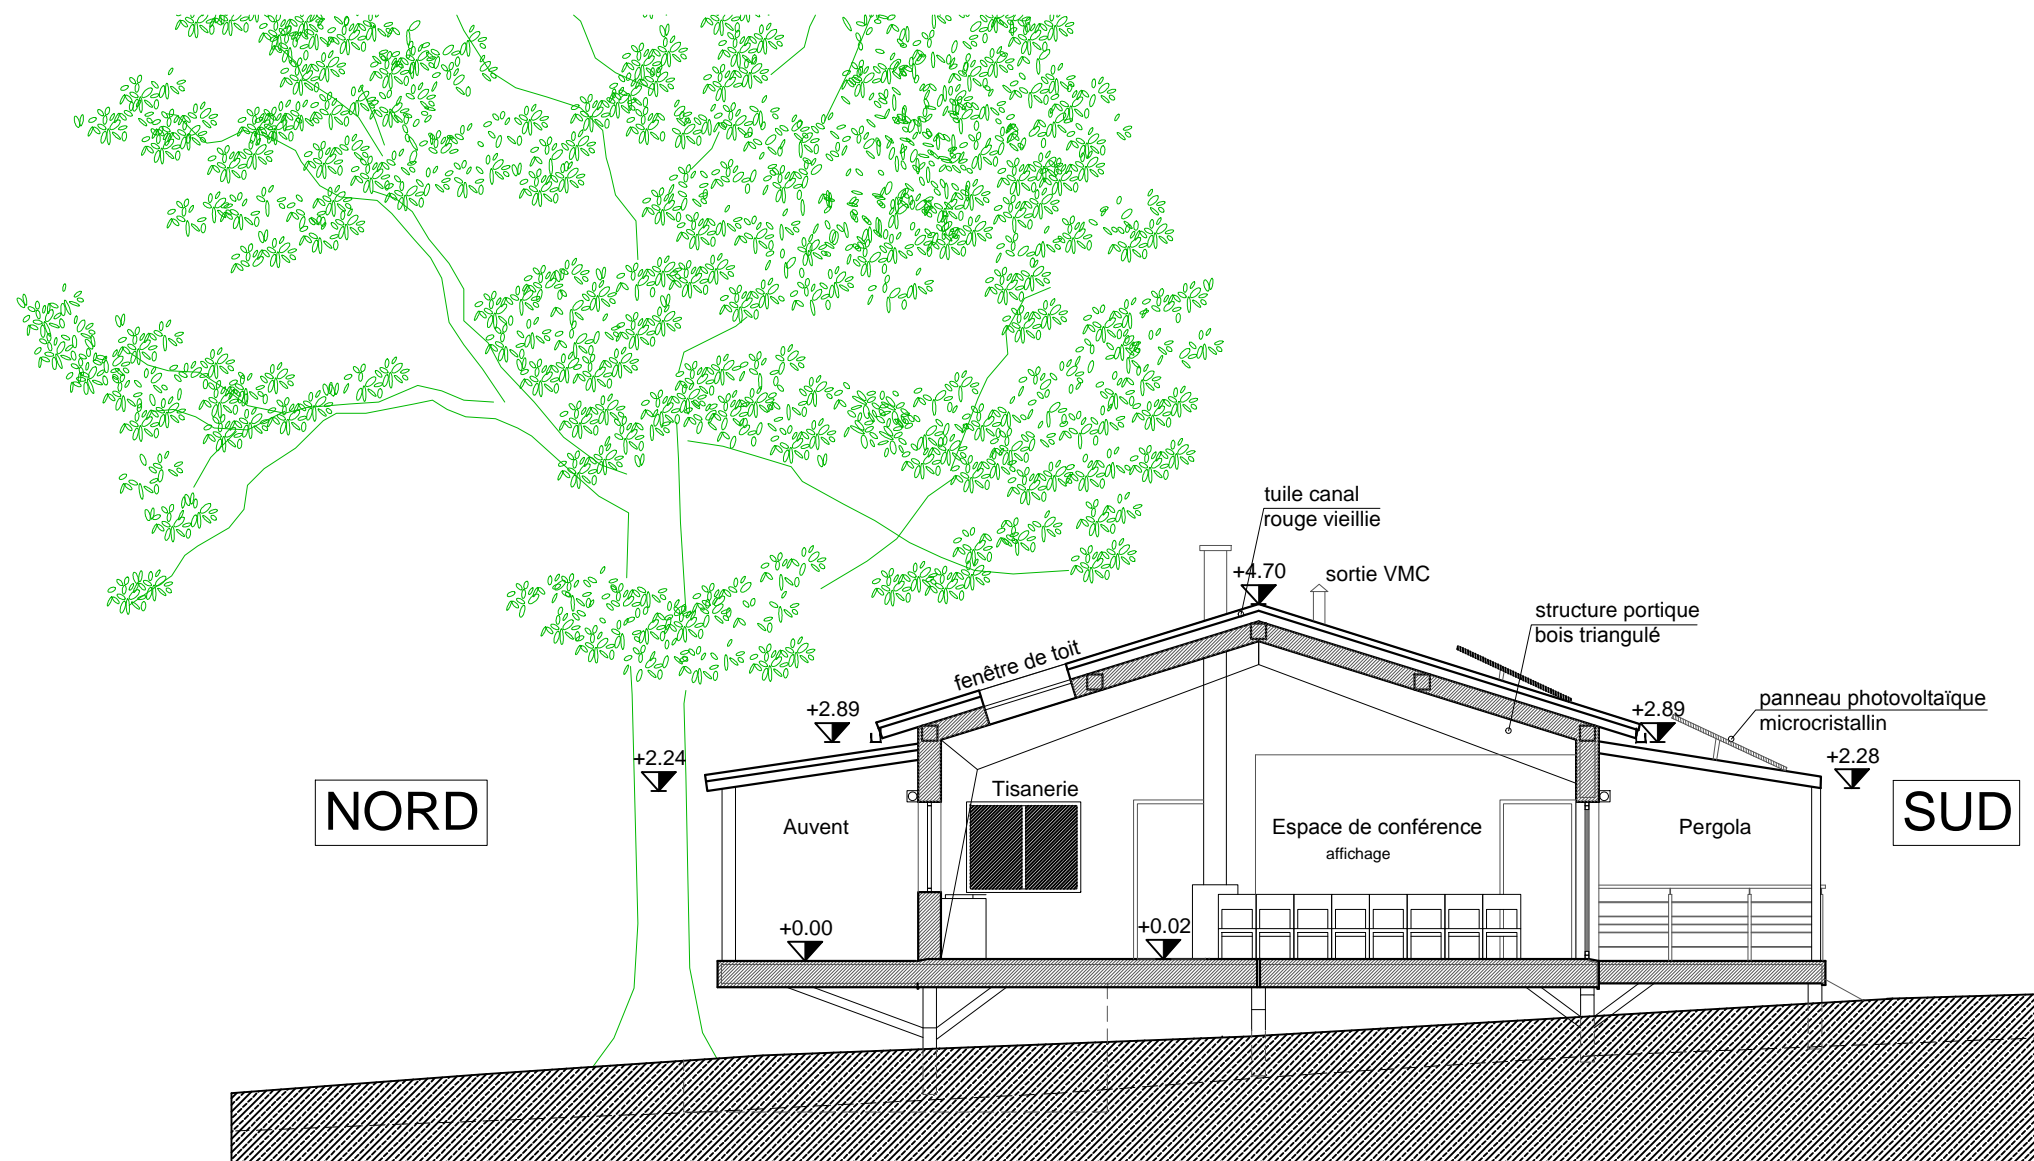 tuile canal
rouge vieillie
+4.70
sortie VMC
structure portique
bois triangulé
fenêtre de toit
panneau photovoltaïque
microcristallin
+2.89
+2.89
+2.24
+2.28
NORD
Tisanerie
SUD
Auvent
Espace de conférence
affichage
Pergola
+0.00
+0.02